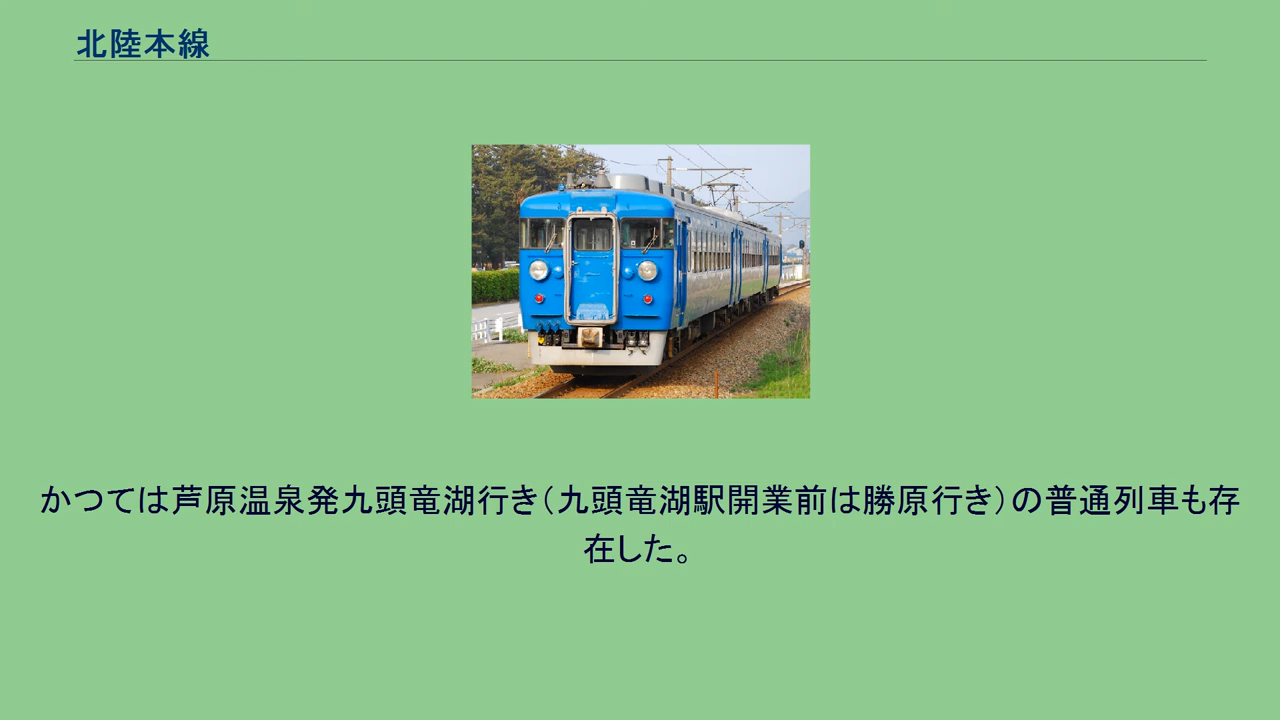 北陸本線
かつては芦原温泉発九頭竜湖行き（九頭竜湖駅開業前は勝原行き）の普通列車も存
在した。